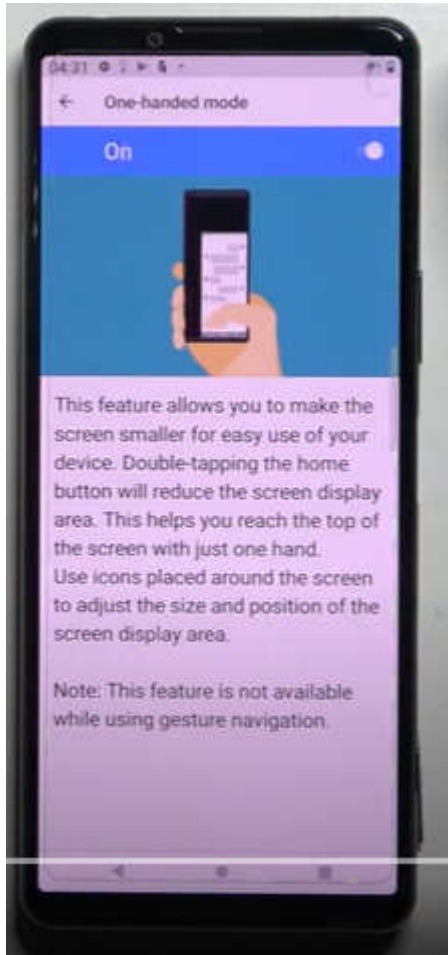 04:31
One-handed mode
On
This feature allows you to make the
screen smaller for easy use of your
device. Double-tapping the home
button will reduce the screen display
area. This helps you reach the top of
the screen with just one hand.
Use icons placed around the screen
to adjust the size and position of the
screen display area.
Note: This feature is not available
while using gesture navigation.